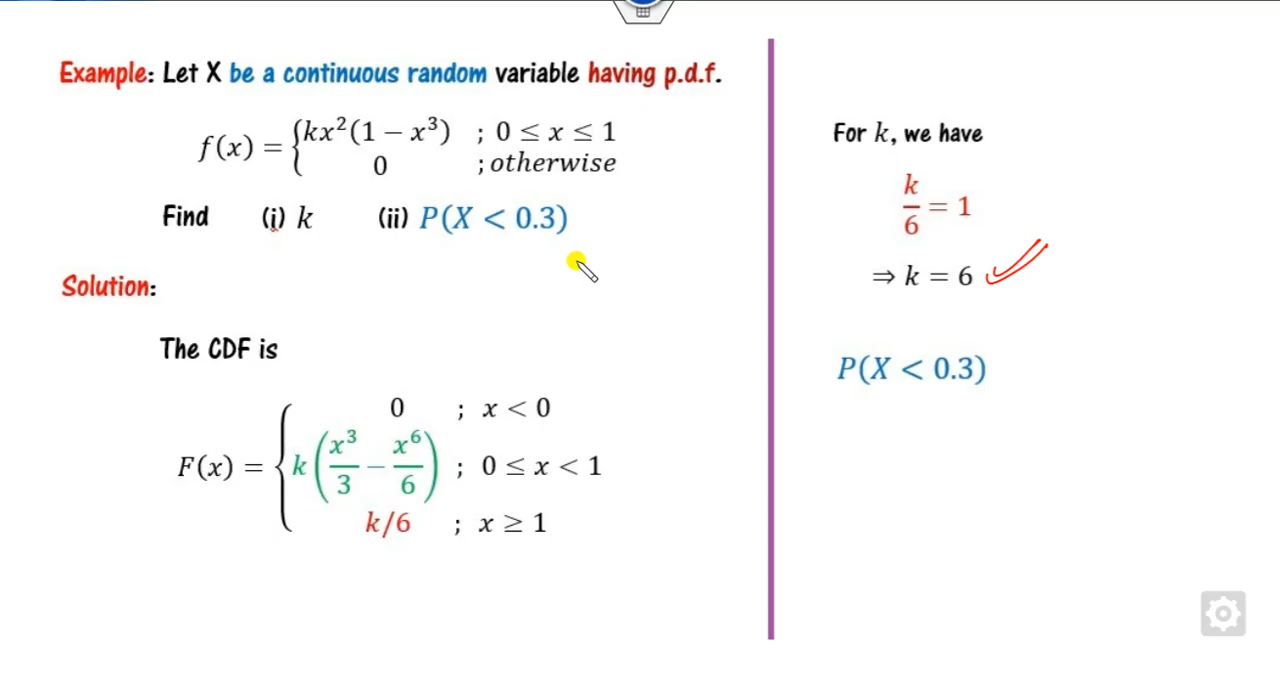 Example: Let X be a continuous random variable having p.d.f.
f(x) = {kx²(1 − x³) ; 0 ≤ x ≤ 1
0 ; otherwise
Find (i) k (ii) P(X < 0.3)
Solution:
The CDF is
F(x) = { 0 ; x < 0
k(x³/3 − x⁶/6) ; 0 ≤ x < 1
k/6 ; x ≥ 1
For k, we have
k/6 = 1
⇒ k = 6
P(X < 0.3)